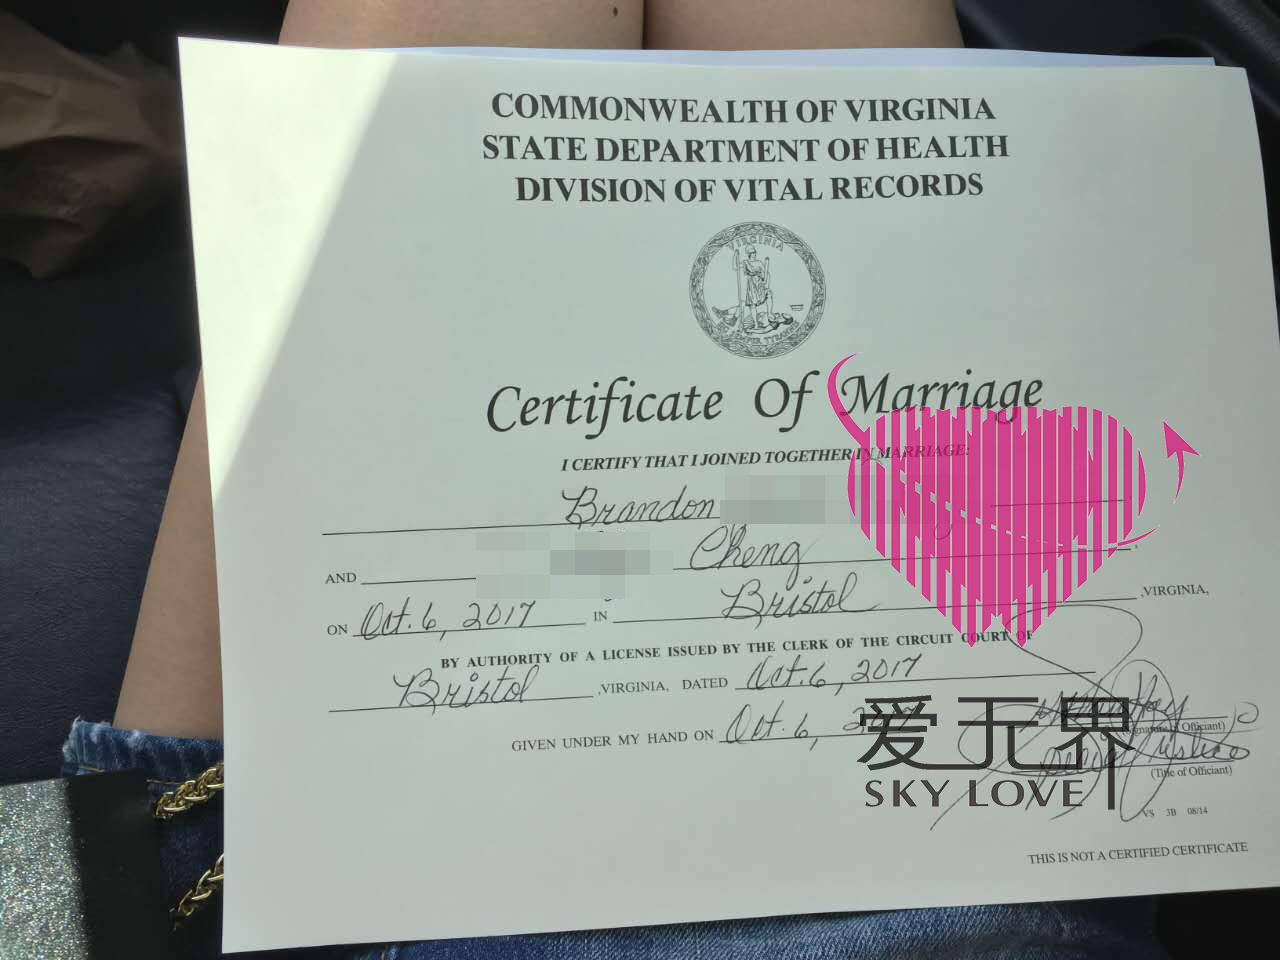 COMMONWEALTH OF VIRGINIA
STATE DEPARTMENT OF HEALTH
DIVISION OF VITAL RECORDS
VIRGINIA
SIC SEMPER TYRANNIS
Certificate Of Marriage
I CERTIFY THAT I JOINED TOGETHER IN MARRIAGE:
Brandon
AND Cheng
ON Oct. 6, 2017 IN Bristol ,VIRGINIA,
BY AUTHORITY OF A LICENSE ISSUED BY THE CLERK OF THE CIRCUIT COURT OF
Bristol ,VIRGINIA, DATED Oct. 6, 2017
GIVEN UNDER MY HAND ON Oct. 6, 2017
(Signature of Officiant)
(Title of Officiant)
爱无界
SKY LOVE
VS 3B 08/14
THIS IS NOT A CERTIFIED CERTIFICATE